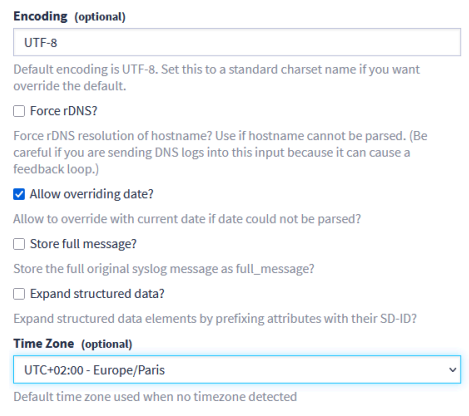 Encoding (optional)
UTF-8
Default encoding is UTF-8. Set this to a standard charset name if you want
override the default.
Force rDNS?
Force rDNS resolution of hostname? Use if hostname cannot be parsed. (Be
careful if you are sending DNS logs into this input because it can cause a
feedback loop.)
Allow overriding date?
Allow to override with current date if date could not be parsed?
Store full message?
Store the full original syslog message as full_message?
Expand structured data?
Expand structured data elements by prefixing attributes with their SD-ID?
Time Zone (optional)
UTC+02:00 - Europe/Paris
Default time zone used when no timezone detected